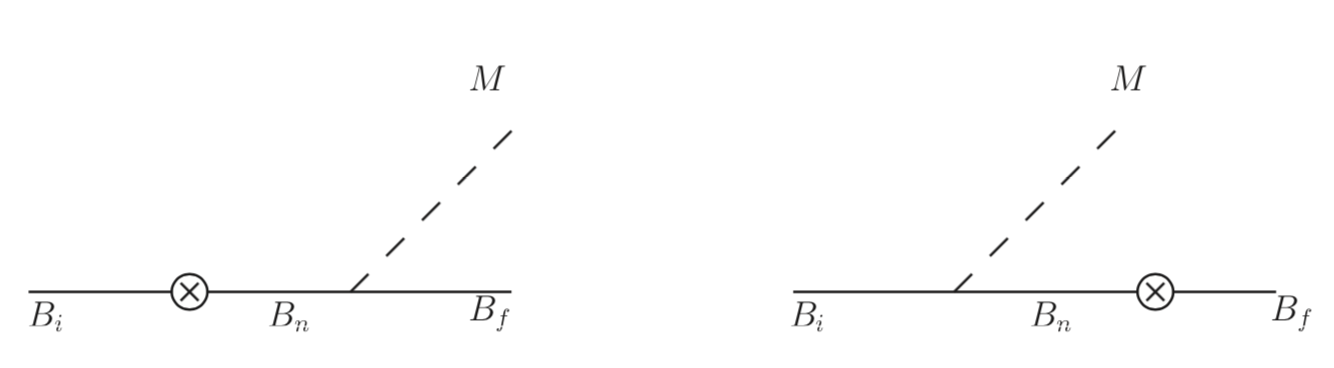 M M
B_i B_n B_f B_i B_n B_f